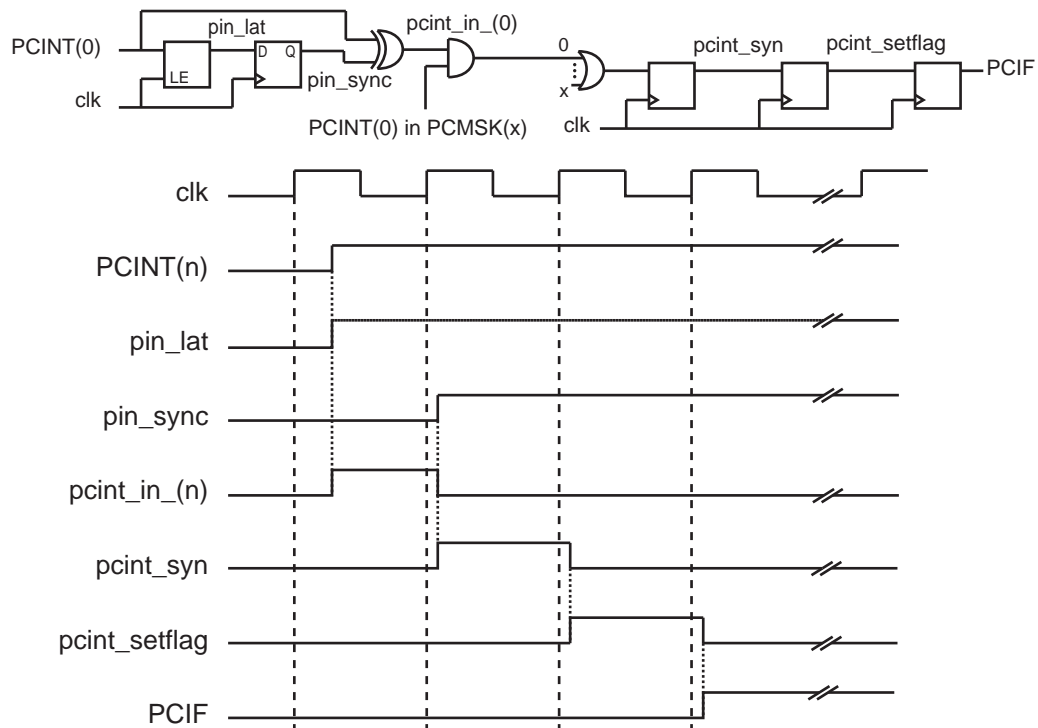 PCINT(0)
clk
pin_lat
LE
D Q
pin_sync
pcint_in_(0)
PCINT(0) in PCMSK(x)
0
x
clk
pcint_syn
pcint_setflag
PCIF
clk
PCINT(n)
pin_lat
pin_sync
pcint_in_(n)
pcint_syn
pcint_setflag
PCIF